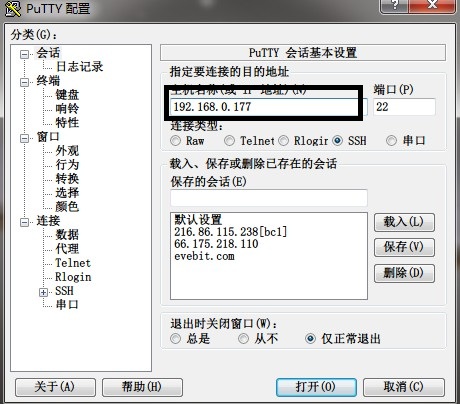 PuTTY 配置
分类(G):
会话
日志记录
终端
键盘
响铃
特性
窗口
外观
行为
转换
选择
颜色
连接
数据
代理
Telnet
Rlogin
SSH
串口
PuTTY 会话基本设置
指定要连接的目的地址
主机名称(或 IP 地址)(N) 端口(P)
192.168.0.177 22
连接类型:
Raw Telnet Rlogin SSH 串口
载入、保存或删除已存在的会话
保存的会话(E)
默认设置
216.86.115.238[bc1]
66.175.218.110
evebit.com
载入(L)
保存(V)
删除(D)
退出时关闭窗口(W):
总是 从不 仅正常退出
关于(A) 帮助(H) 打开(O) 取消(C)